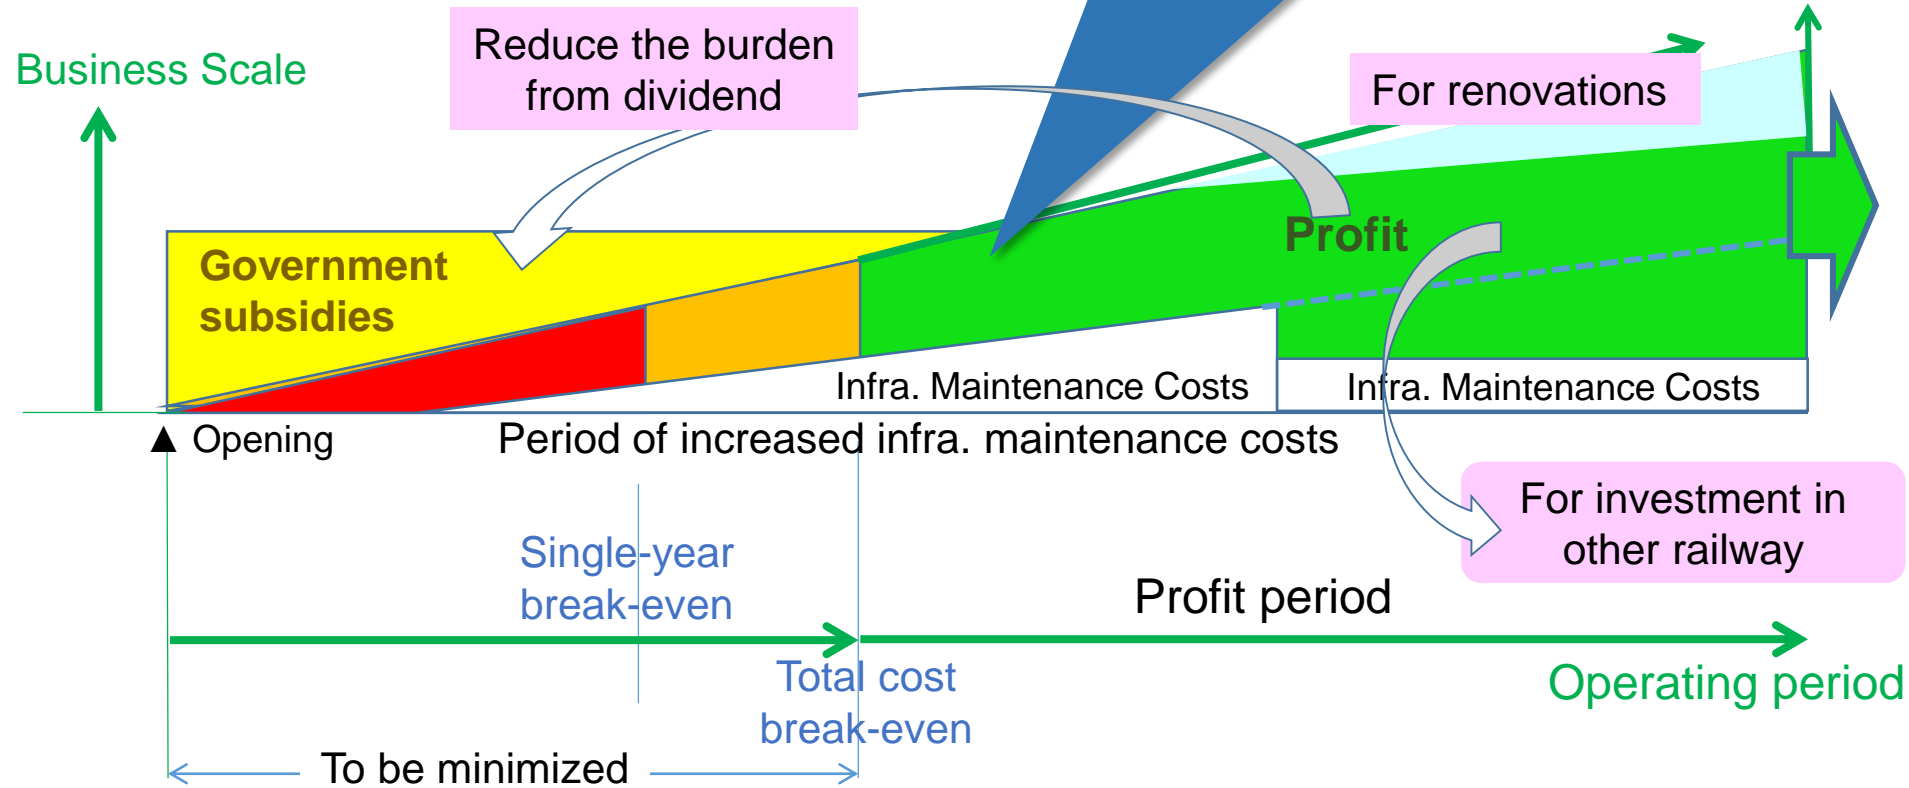 Business Scale
Reduce the burden
from dividend
For renovations
Government
subsidies
Profit
Infra. Maintenance Costs
Infra. Maintenance Costs
▲ Opening
Period of increased infra. maintenance costs
For investment in
other railway
Single-year
break-even
Profit period
Total cost
break-even
Operating period
To be minimized